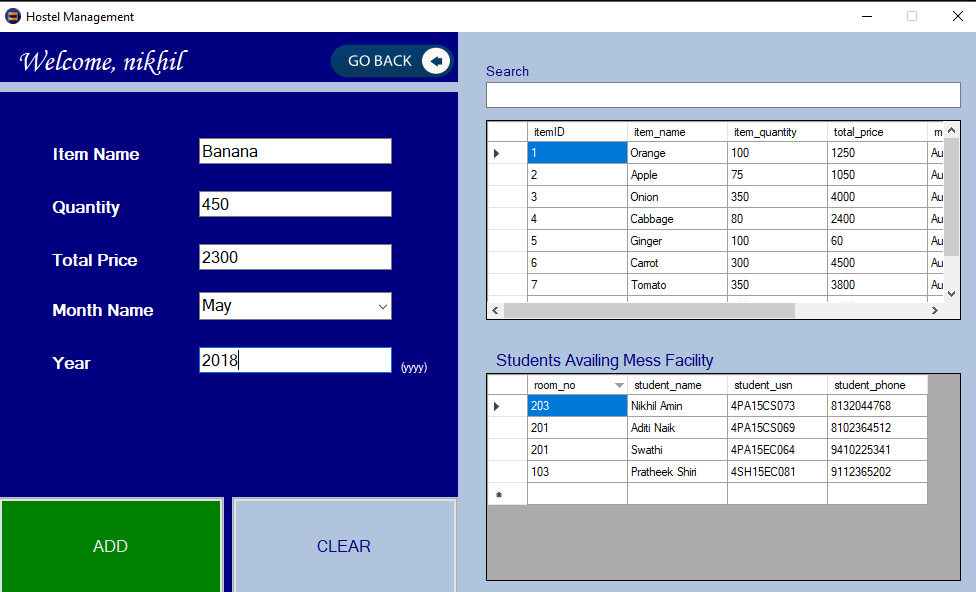 Hostel Management
Welcome, nikhil
GO BACK
Item Name Banana
Quantity 450
Total Price 2300
Month Name May
Year 2018 (yyyy)
ADD CLEAR
Search
itemID item_name item_quantity total_price m
1 Orange 100 1250 Au
2 Apple 75 1050 Au
3 Onion 350 4000 Au
4 Cabbage 80 2400 Au
5 Ginger 100 60 Au
6 Carrot 300 4500 Au
7 Tomato 350 3800 Au
Students Availing Mess Facility
room_no student_name student_usn student_phone
203 Nikhil Amin 4PA15CS073 8132044768
201 Aditi Naik 4PA15CS069 8102364512
201 Swathi 4PA15EC064 9410225341
103 Pratheek Shiri 4SH15EC081 9112365202